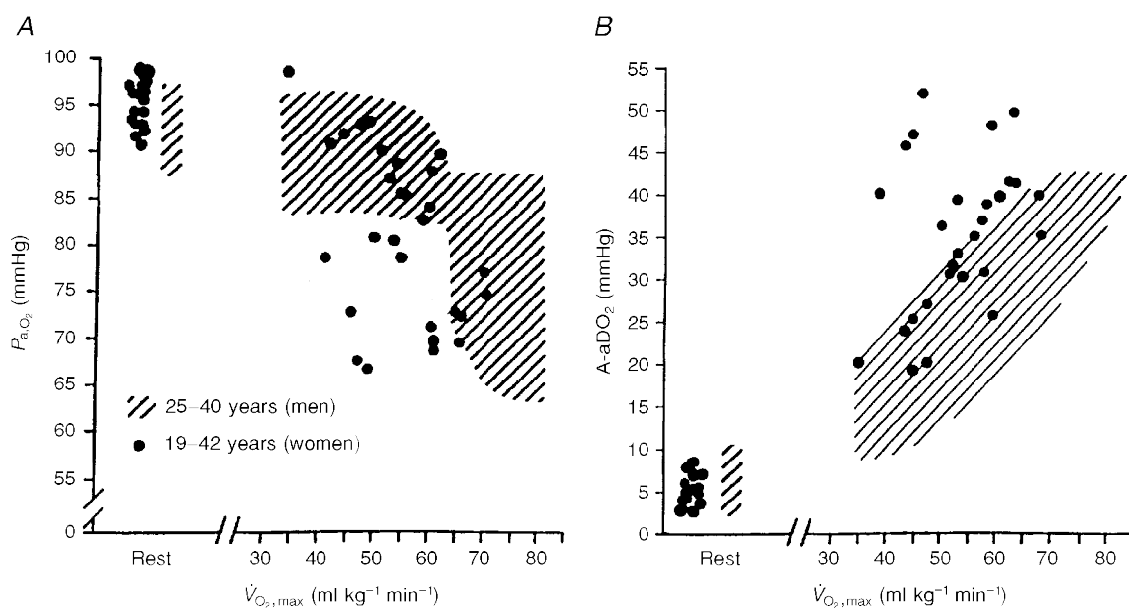 A
100
95
90
85
80
75
70
65
60
55
0
P a,O₂ (mmHg)
25–40 years (men)
19–42 years (women)
Rest
30 40 50 60 70 80
V̇O₂,max (ml kg⁻¹ min⁻¹)
B
55
50
45
40
35
30
25
20
15
10
5
0
A-aDO₂ (mmHg)
Rest
30 40 50 60 70 80
V̇O₂,max (ml kg⁻¹ min⁻¹)